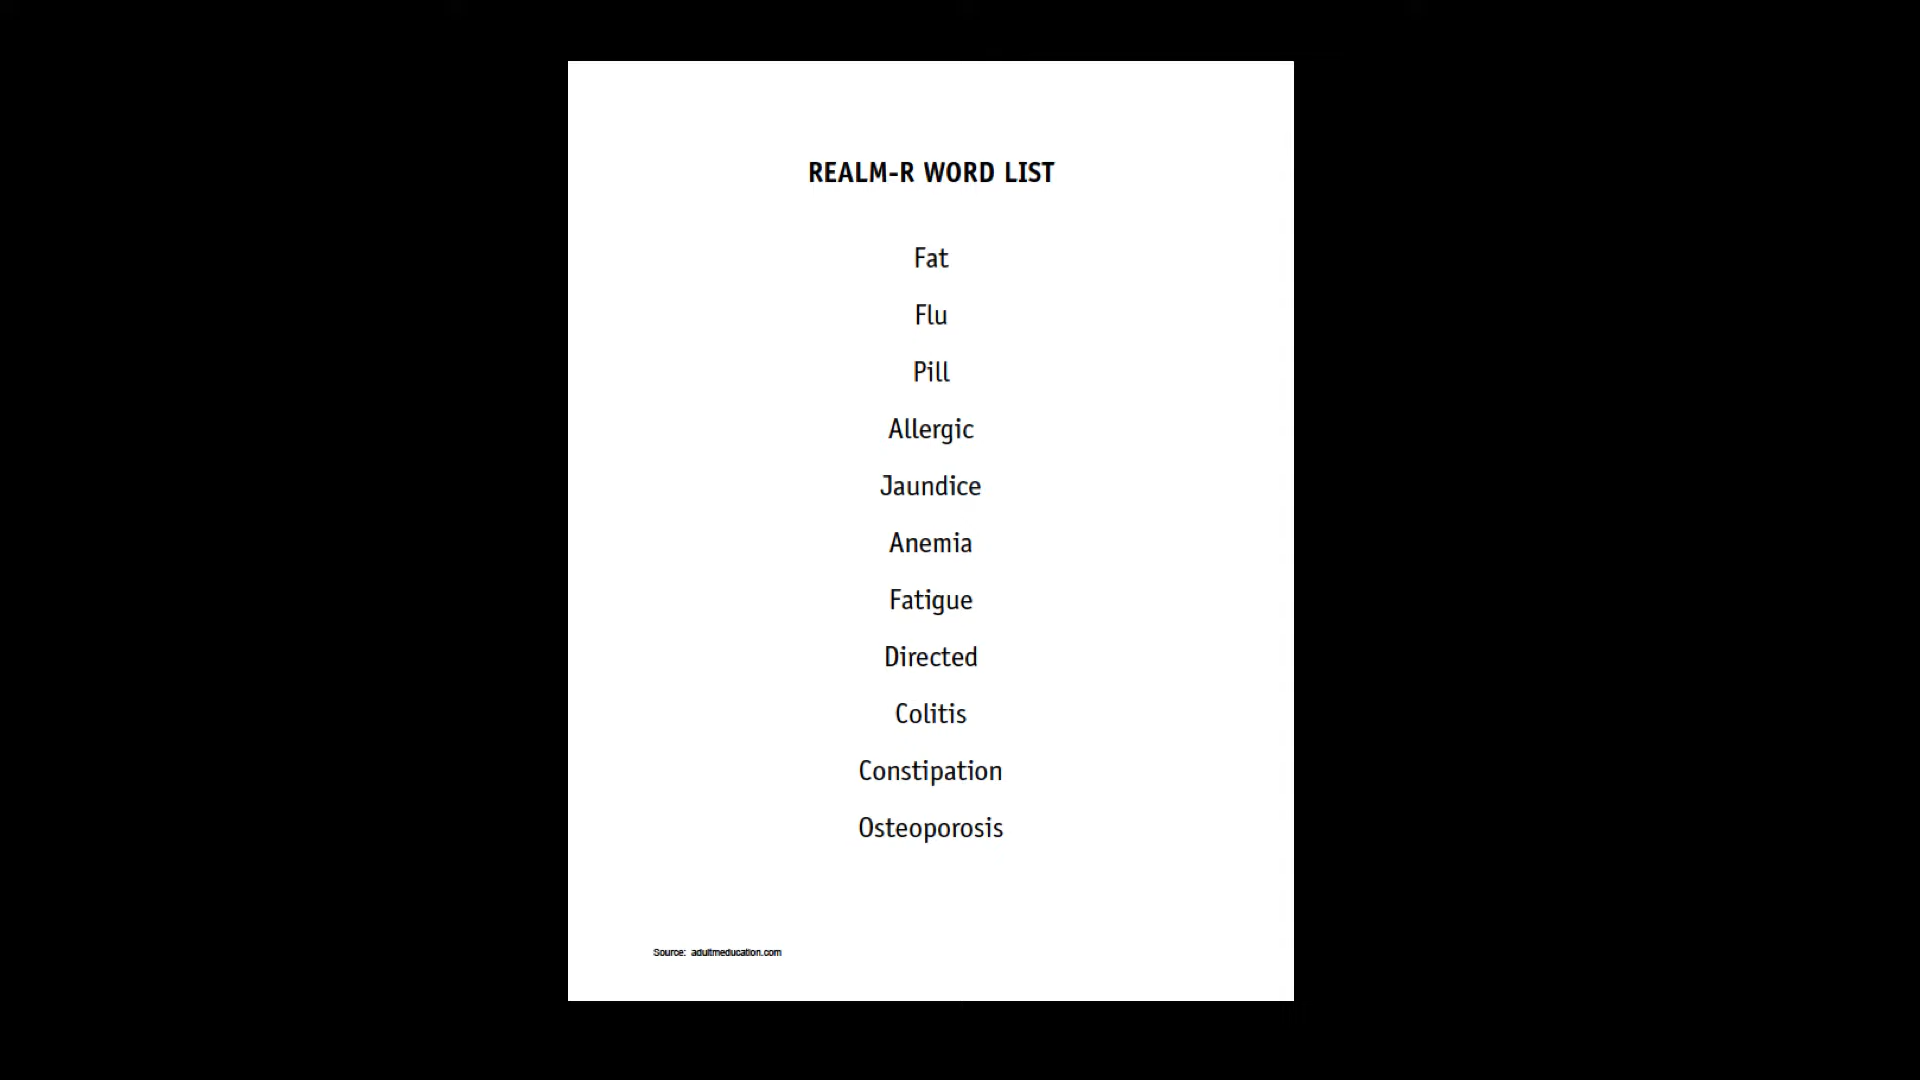 REALM-R WORD LIST
Fat
Flu
Pill
Allergic
Jaundice
Anemia
Fatigue
Directed
Colitis
Constipation
Osteoporosis
Source: adultmeducation.com